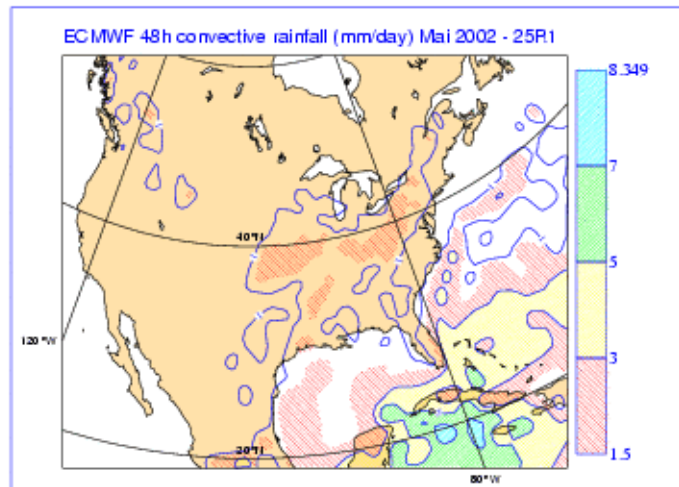 ECMWF 48h convective rainfall (mm/day) Mai 2002 - 25R1
8.349
7
40°N
5
120°W
3
20°N
1.5
80°W